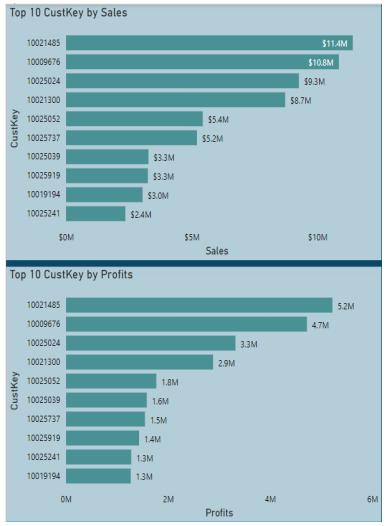 Top 10 CustKey by Sales
10021485 $11.4M
10009676 $10.8M
10025024 $9.3M
10021300 $8.7M
10025052 $5.4M
10025737 $5.2M
10025039 $3.3M
10025919 $3.3M
10019194 $3.0M
10025241 $2.4M
CustKey
$0M $5M $10M
Sales
Top 10 CustKey by Profits
10021485 5.2M
10009676 4.7M
10025024 3.3M
10021300 2.9M
10025052 1.8M
10025039 1.6M
10025737 1.5M
10025919 1.4M
10025241 1.3M
10019194 1.3M
CustKey
0M 2M 4M 6M
Profits